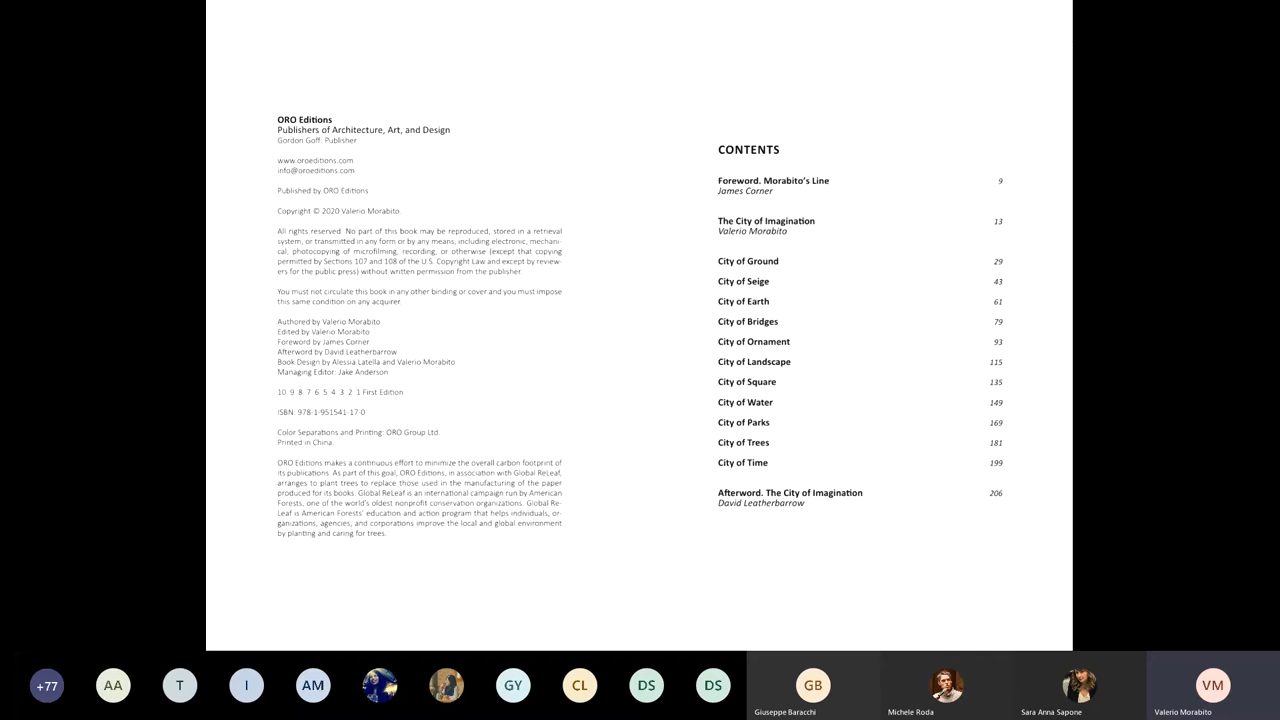 ORO Editions
Publishers of Architecture, Art, and Design
Gordon Goff: Publisher
www.oroeditions.com
info@oroeditions.com
Published by ORO Editions
Copyright © 2020 Valerio Morabito.
All rights reserved. No part of this book may be reproduced, stored in a retrieval
system, or transmitted in any form or by any means, including electronic, mechani-
cal, photocopying of microfilming, recording, or otherwise (except that copying
permitted by Sections 107 and 108 of the U.S. Copyright Law and except by review-
ers for the public press) without written permission from the publisher.
You must not circulate this book in any other binding or cover and you must impose
this same condition on any acquirer.
Authored by Valerio Morabito
Edited by Valerio Morabito
Foreword by James Corner
Afterword by David Leatherbarrow
Book Design by Alessia Latella and Valerio Morabito
Managing Editor: Jake Anderson
10 9 8 7 6 5 4 3 2 1 First Edition
ISBN: 978-1-951541-17-0
Color Separations and Printing: ORO Group Ltd.
Printed in China.
ORO Editions makes a continuous effort to minimize the overall carbon footprint of
its publications. As part of this goal, ORO Editions, in association with Global ReLeaf,
arranges to plant trees to replace those used in the manufacturing of the paper
produced for its books. Global ReLeaf is an international campaign run by American
Forests, one of the world's oldest nonprofit conservation organizations. Global Re-
Leaf is American Forests' education and action program that helps individuals, or-
ganizations, agencies, and corporations improve the local and global environment
by planting and caring for trees.
CONTENTS
Foreword. Morabito's Line 9
James Corner
The City of Imagination 13
Valerio Morabito
City of Ground 29
City of Seige 43
City of Earth 61
City of Bridges 79
City of Ornament 93
City of Landscape 115
City of Square 135
City of Water 149
City of Parks 169
City of Trees 181
City of Time 199
Afterword. The City of Imagination 206
David Leatherbarrow
+77 AA T I AM GY CL DS DS GB VM
Giuseppe Baracchi Michele Roda Sara Anna Sapone Valerio Morabito